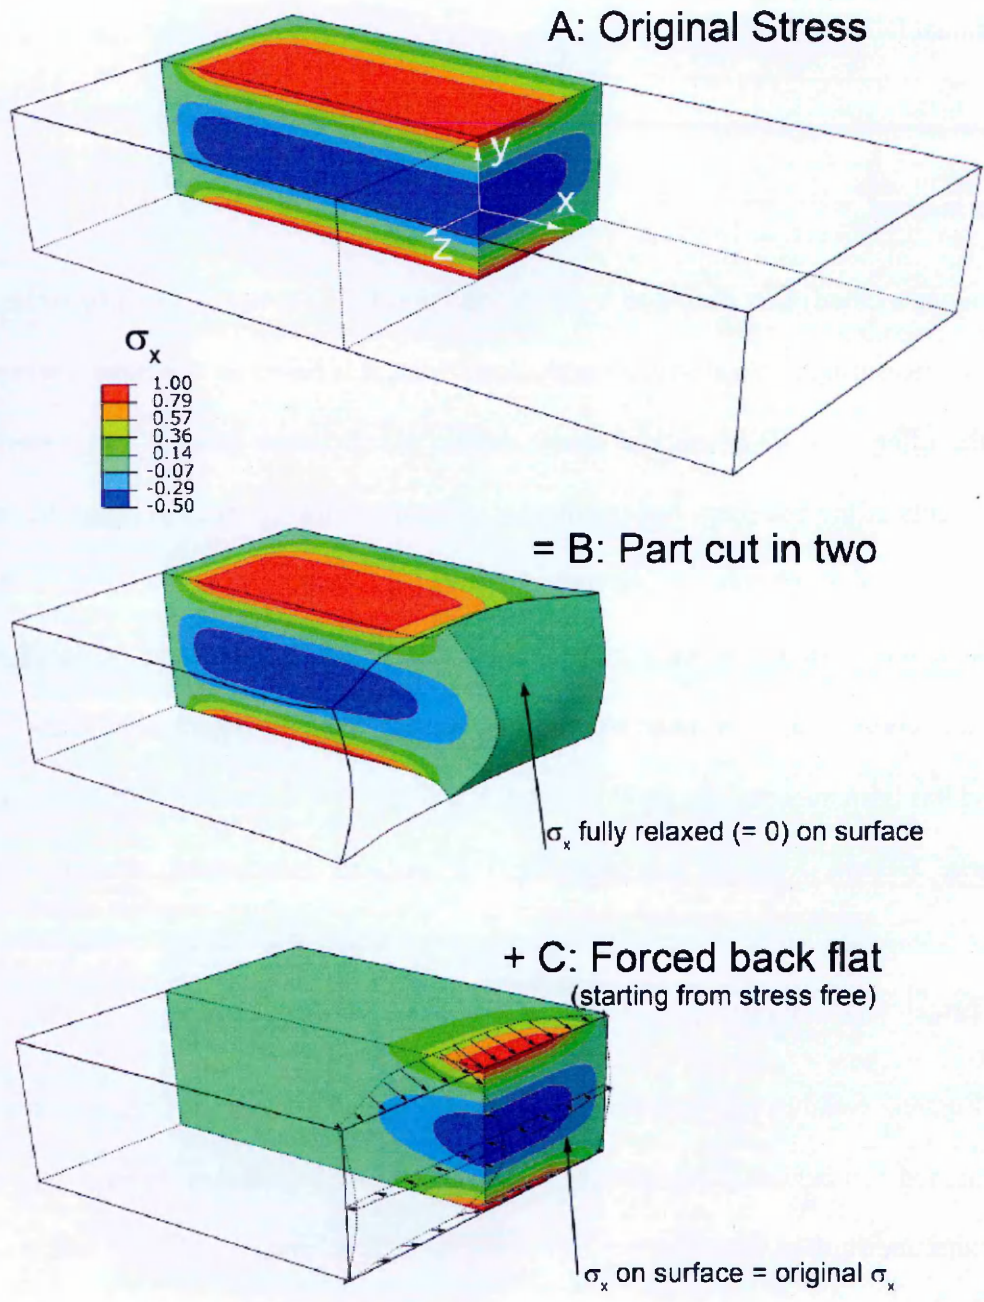 A: Original Stress
y
x
z
σx
1.00
0.79
0.57
0.36
0.14
-0.07
-0.29
-0.50
= B: Part cut in two
σx fully relaxed (= 0) on surface
+ C: Forced back flat
(starting from stress free)
σx on surface = original σx